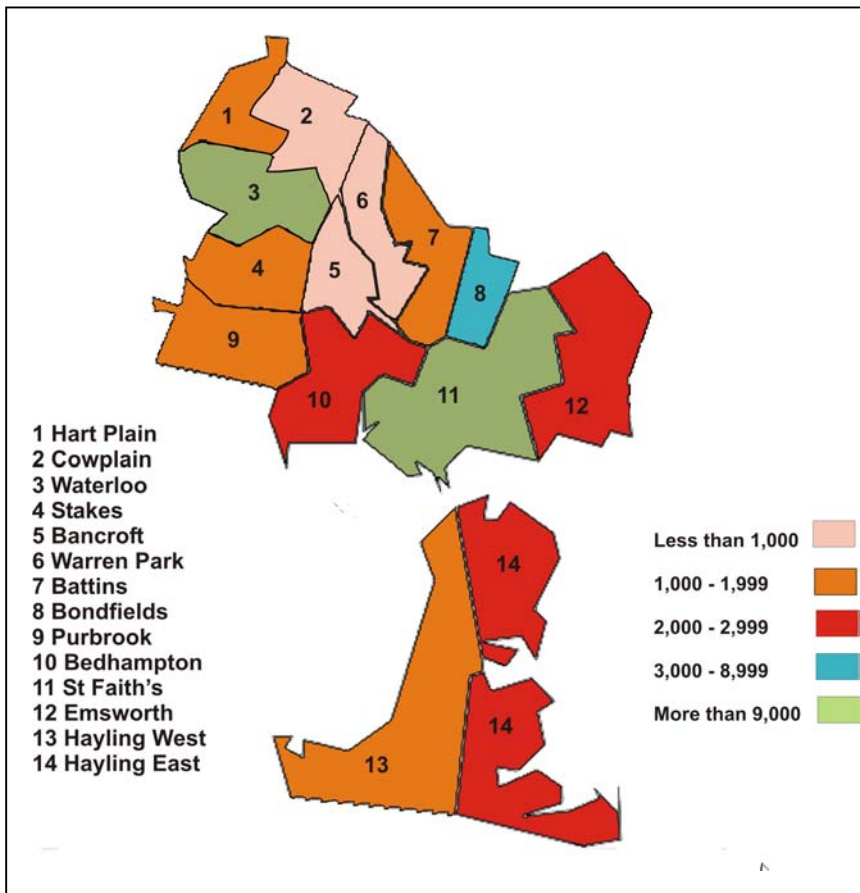 1
2
3
6
7
4
5
8
9
10
11
12
1 Hart Plain
2 Cowplain
3 Waterloo
4 Stakes
5 Bancroft
6 Warren Park
7 Battins
8 Bondfields
9 Purbrook
10 Bedhampton
11 St Faith's
12 Emsworth
13 Hayling West
14 Hayling East
14
14
13
Less than 1,000
1,000 - 1,999
2,000 - 2,999
3,000 - 8,999
More than 9,000